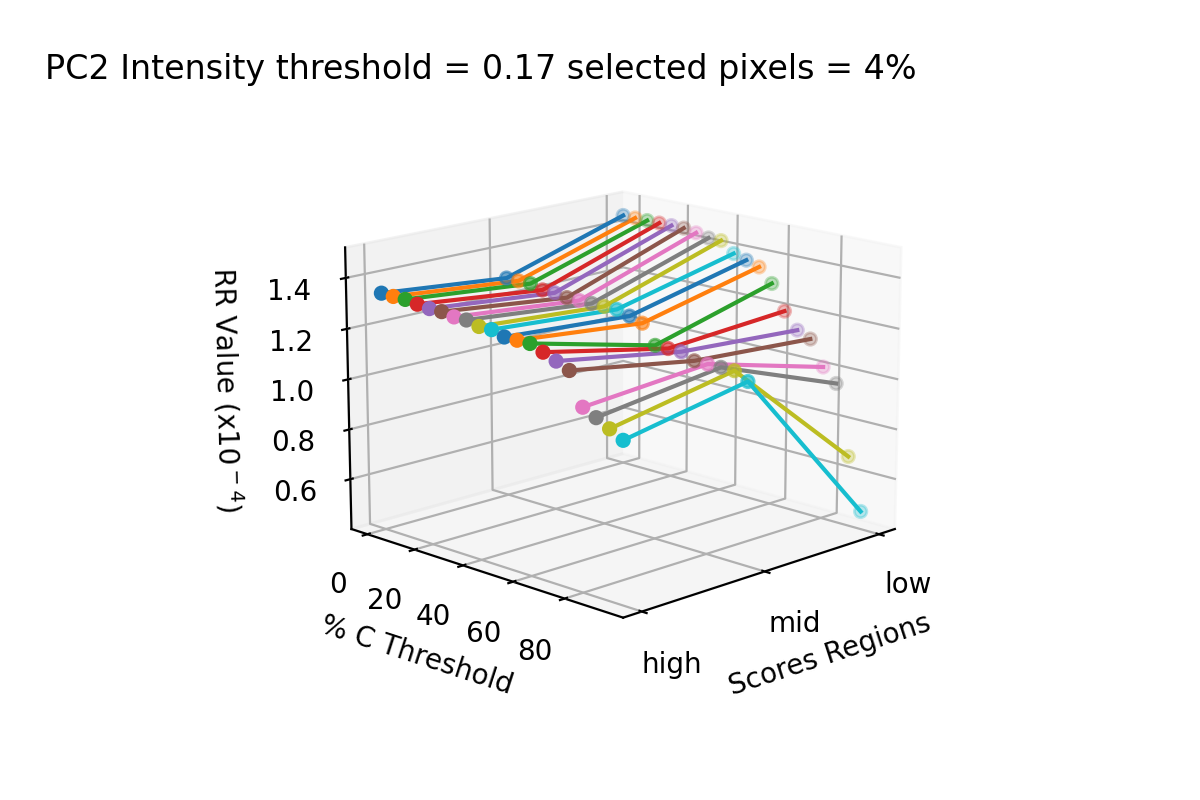 PC2 Intensity threshold = 0.17 selected pixels = 4%
RR Value (x10⁻⁴)
1.4
1.2
1.0
0.8
0.6
0
20
40
60
80
% C Threshold
high
mid
low
Scores Regions